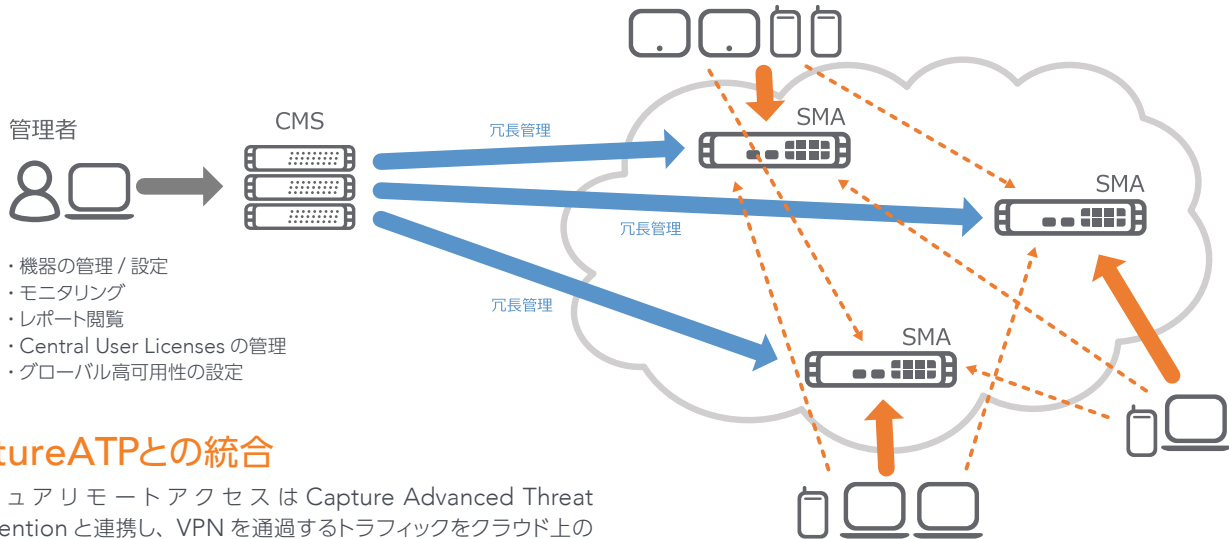 管理者
CMS
冗長管理
冗長管理
冗長管理
SMA
SMA
SMA
・機器の管理 / 設定
・モニタリング
・レポート閲覧
・Central User Licenses の管理
・グローバル高可用性の設定
tureATPとの統合
ュアリモートアクセスは Capture Advanced Threat
ention と連携し、VPN を通過するトラフィックをクラウド上の